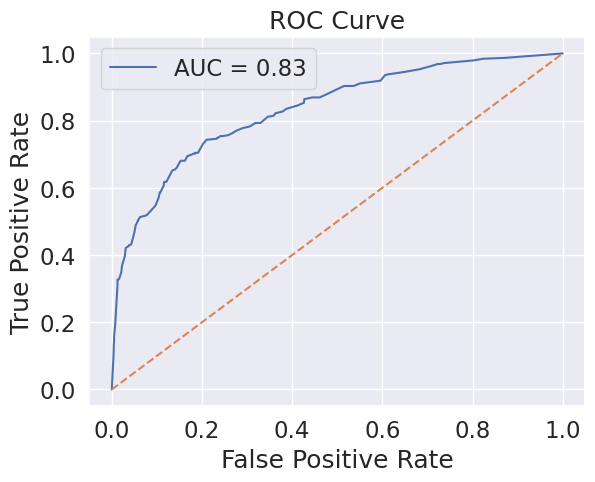 ROC Curve
AUC = 0.83
True Positive Rate
1.0
0.8
0.6
0.4
0.2
0.0
0.0 0.2 0.4 0.6 0.8 1.0
False Positive Rate